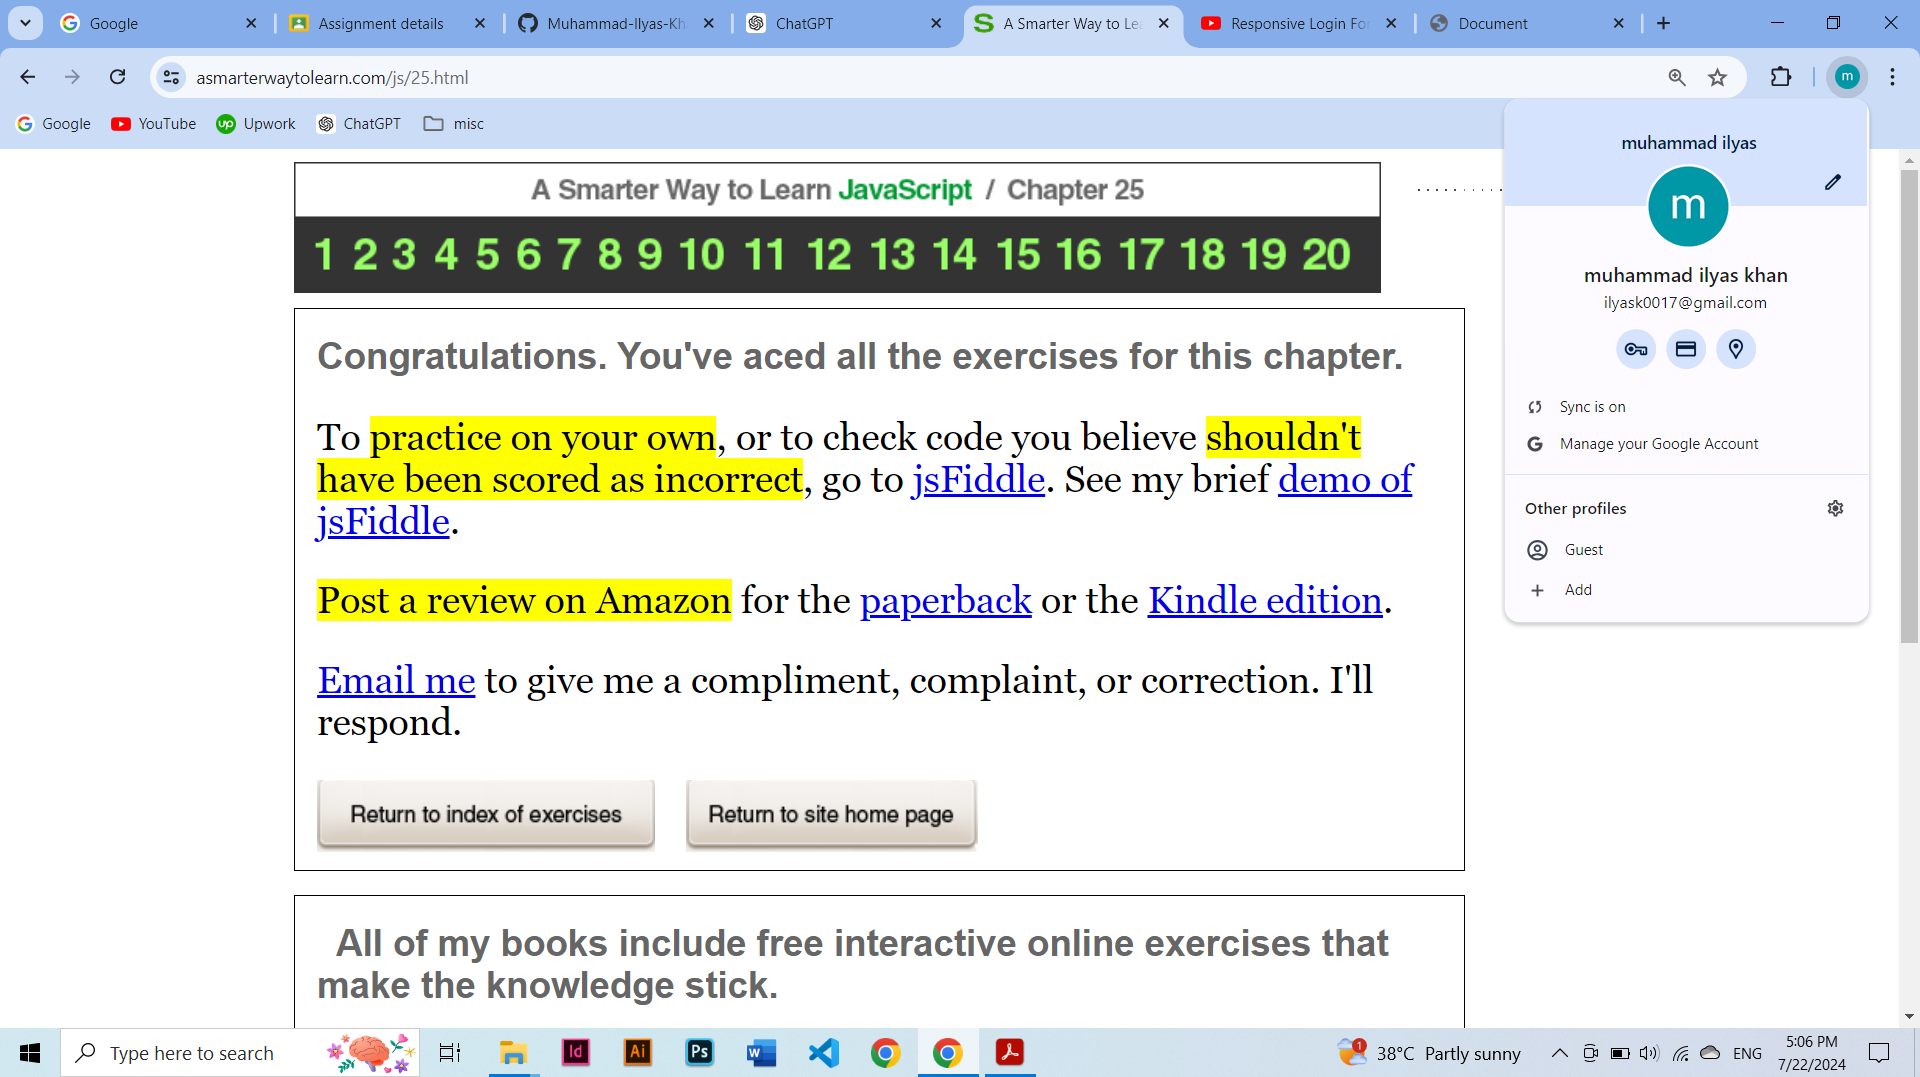 Google
Assignment details
Muhammad-Ilyas-Kh
ChatGPT
A Smarter Way to Le
Responsive Login Fo
Document
asmarterwaytolearn.com/js/25.html
Google
YouTube
up Upwork
ChatGPT
misc
A Smarter Way to Learn JavaScript / Chapter 25
1 2 3 4 5 6 7 8 9 10 11 12 13 14 15 16 17 18 19 20
Congratulations. You've aced all the exercises for this chapter.
To practice on your own, or to check code you believe shouldn't
have been scored as incorrect, go to jsFiddle. See my brief demo of
jsFiddle.
Post a review on Amazon for the paperback or the Kindle edition.
Email me to give me a compliment, complaint, or correction. I'll
respond.
Return to index of exercises
Return to site home page
All of my books include free interactive online exercises that
make the knowledge stick.
m
muhammad ilyas
m
muhammad ilyas khan
ilyask0017@gmail.com
Sync is on
Manage your Google Account
Other profiles
Guest
Add
Type here to search
Id
Ai
Ps
W
1
38°C Partly sunny
ENG
5:06 PM
7/22/2024